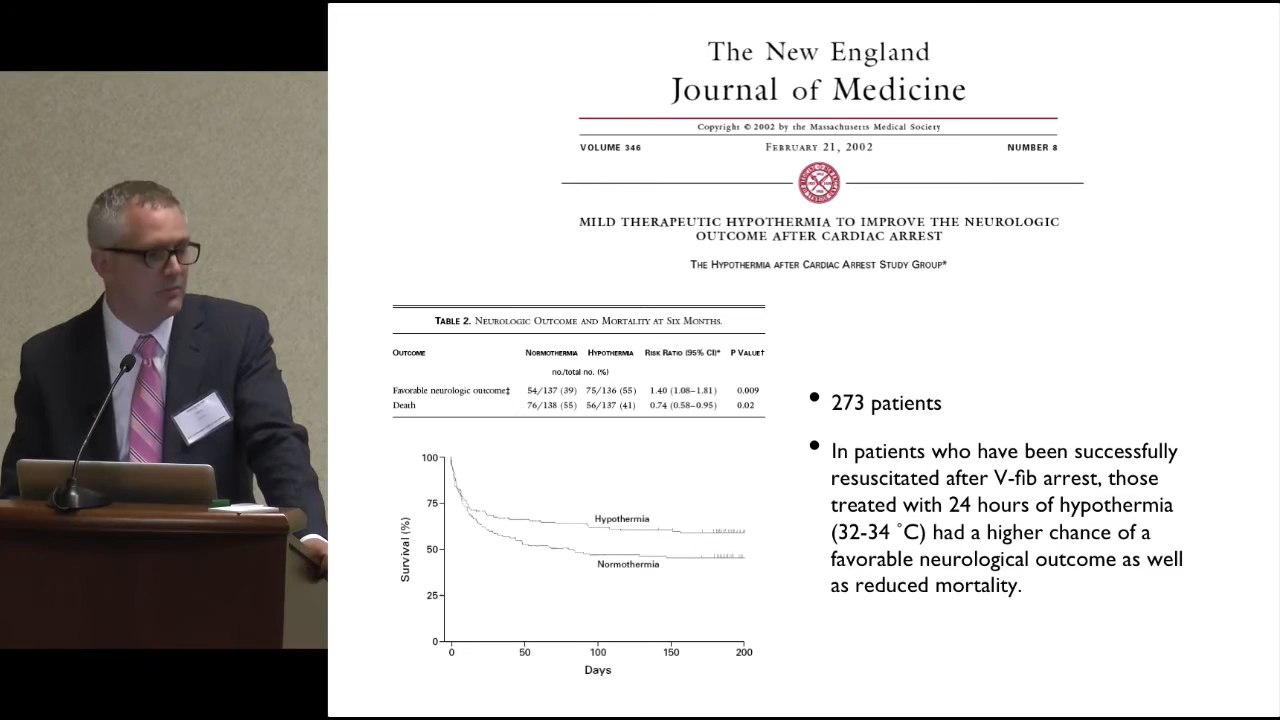 The New England
Journal of Medicine
Copyright © 2002 by the Massachusetts Medical Society
VOLUME 346 FEBRUARY 21, 2002 NUMBER 8
MILD THERAPEUTIC HYPOTHERMIA TO IMPROVE THE NEUROLOGIC
OUTCOME AFTER CARDIAC ARREST
THE HYPOTHERMIA AFTER CARDIAC ARREST STUDY GROUP*
TABLE 2. NEUROLOGIC OUTCOME AND MORTALITY AT SIX MONTHS.
OUTCOME NORMOTHERMIA HYPOTHERMIA RISK RATIO (95% CI)* P VALUE†
no./total no. (%)
Favorable neurologic outcome‡ 54/137 (39) 75/136 (55) 1.40 (1.08–1.81) 0.009
Death 76/138 (55) 56/137 (41) 0.74 (0.58–0.95) 0.02
100
75
50
25
0
Survival (%)
Hypothermia
Normothermia
0 50 100 150 200
Days
• 273 patients
• In patients who have been successfully
resuscitated after V-fib arrest, those
treated with 24 hours of hypothermia
(32-34 ˚C) had a higher chance of a
favorable neurological outcome as well
as reduced mortality.